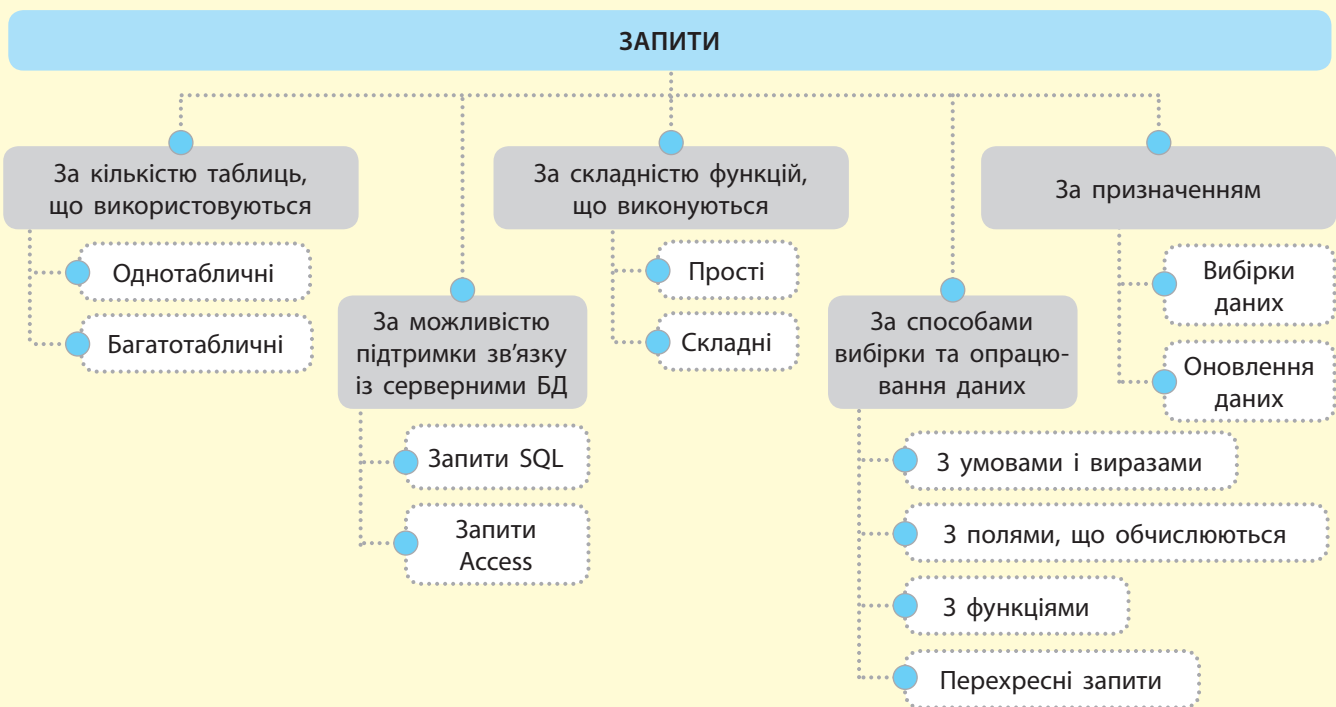 ЗАПИТИ
За кількістю таблиць,
що використовуються
Однотабличні
Багатотабличні
За можливістю
підтримки зв'язку
із серверними БД
Запити SQL
Запити
Access
За складністю функцій,
що виконуються
Прості
Складні
За способами
вибірки та опрацю-
вання даних
З умовами і виразами
З полями, що обчислюються
З функціями
Перехресні запити
За призначенням
Вибірки
даних
Оновлення
даних